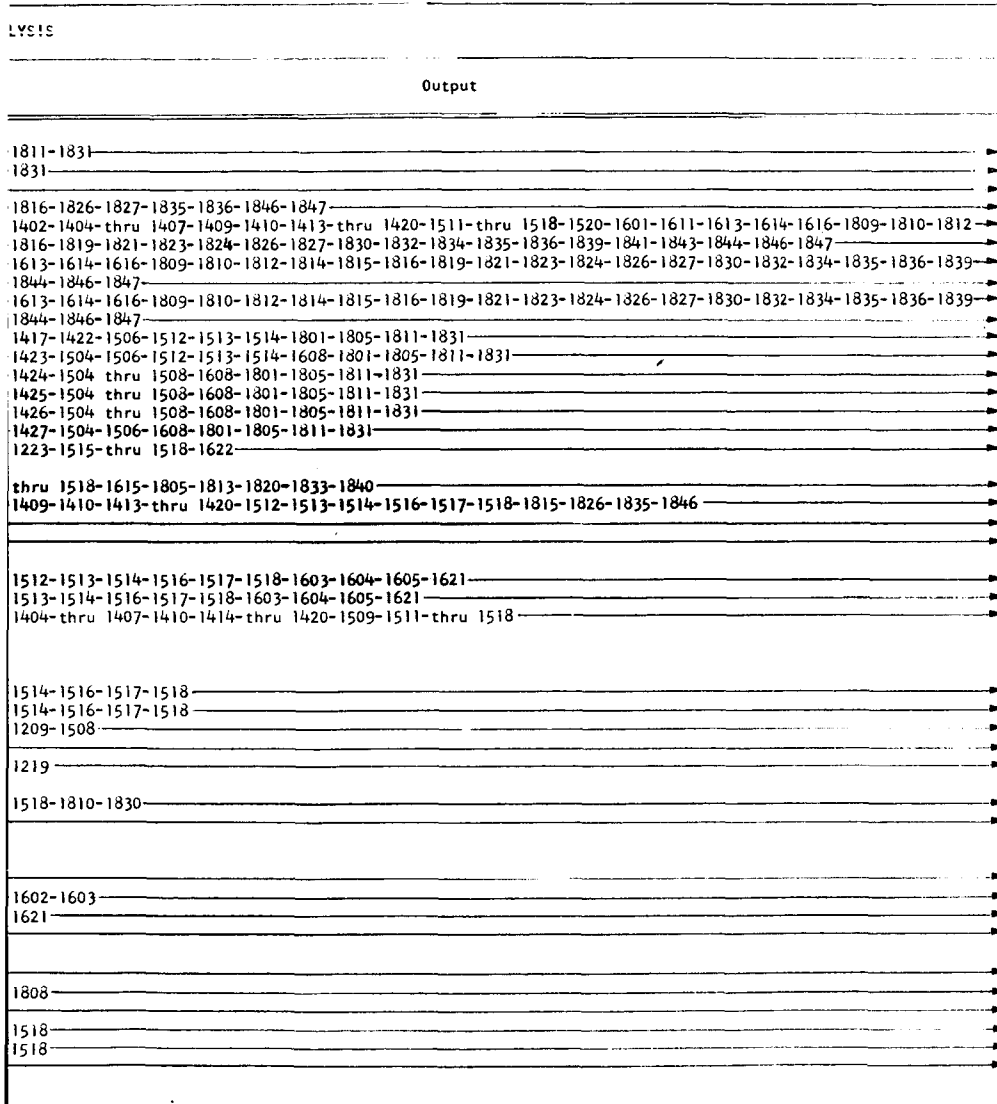 LYSIS
Output
1811-1831
1831
1816-1826-1827-1835-1836-1846-1847
1402-1404-thru 1407-1409-1410-1413-thru 1420-1511-thru 1518-1520-1601-1611-1613-1614-1616-1809-1810-1812
1816-1819-1821-1823-1824-1826-1827-1830-1832-1834-1835-1836-1839-1841-1843-1844-1846-1847
1613-1614-1616-1809-1810-1812-1814-1815-1816-1819-1821-1823-1824-1826-1827-1830-1832-1834-1835-1836-1839
1844-1846-1847
1613-1614-1616-1809-1810-1812-1814-1815-1816-1819-1821-1823-1824-1826-1827-1830-1832-1834-1835-1836-1839
1844-1846-1847
1417-1422-1506-1512-1513-1514-1801-1805-1811-1831
1423-1504-1506-1512-1513-1514-1608-1801-1805-1811-1831
1424-1504 thru 1508-1608-1801-1805-1811-1831
1425-1504 thru 1508-1608-1801-1805-1811-1831
1426-1504 thru 1508-1608-1801-1805-1811-1831
1427-1504-1506-1608-1801-1805-1811-1831
1223-1515-thru 1518-1622
thru 1518-1615-1805-1813-1820-1833-1840
1409-1410-1413-thru 1420-1512-1513-1514-1516-1517-1518-1815-1826-1835-1846
1512-1513-1514-1516-1517-1518-1603-1604-1605-1621
1513-1514-1516-1517-1518-1603-1604-1605-1621
1404-thru 1407-1410-1414-thru 1420-1509-1511-thru 1518
1514-1516-1517-1518
1514-1516-1517-1518
1209-1508
1219
1518-1810-1830
1602-1603
1621
1808
1518
1518